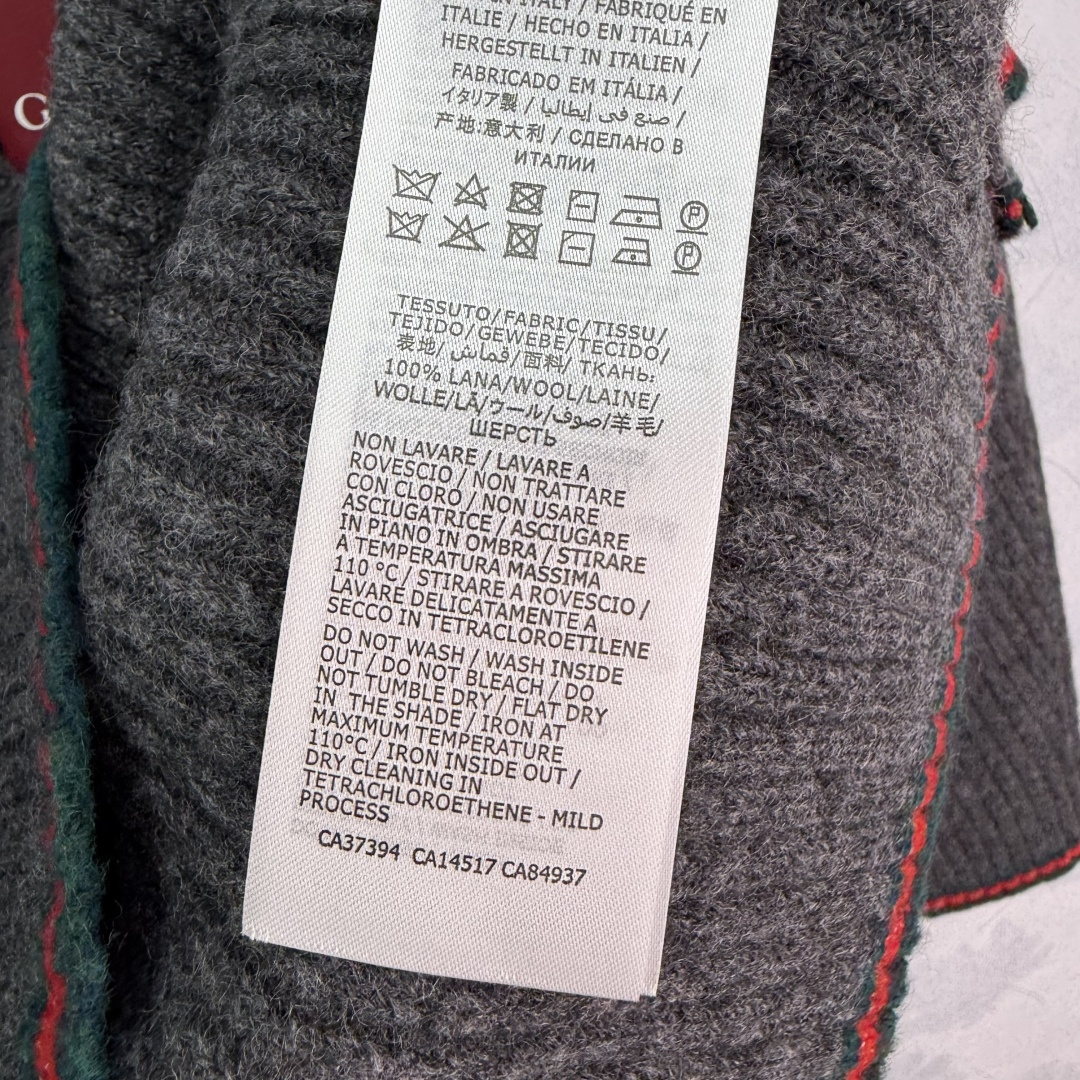 G
ITALY / FABRIQUÉ EN
ITALIE / HECHO EN ITALIA /
HERGESTELLT IN ITALIEN /
FABRICADO EM ITÁLIA /
イタリア製 / صنع في إيطاليا /
产地:意大利 / СДЕЛАНО В
ИТАЛИИ
P
P
TESSUTO/FABRIC/TISSU/
TEJIDO/GEWEBE/TECIDO/
表地/ قماش/面料/ ТКАНЬ:
100% LANA/WOOL/LAINE/
WOLLE/LÃ/ウール/صوف/羊毛/
ШЕРСТЬ
NON LAVARE / LAVARE A
ROVESCIO / NON TRATTARE
CON CLORO / NON USARE
ASCIUGATRICE / ASCIUGARE
IN PIANO IN OMBRA / STIRARE
A TEMPERATURA MASSIMA
110 °C / STIRARE A ROVESCIO /
LAVARE DELICATAMENTE A
SECCO IN TETRACLOROETILENE
DO NOT WASH / WASH INSIDE
OUT / DO NOT BLEACH / DO
NOT TUMBLE DRY / FLAT DRY
IN THE SHADE / IRON AT
MAXIMUM TEMPERATURE
110°C / IRON INSIDE OUT /
DRY CLEANING IN
TETRACHLOROETHENE - MILD
PROCESS
CA37394 CA14517 CA84937